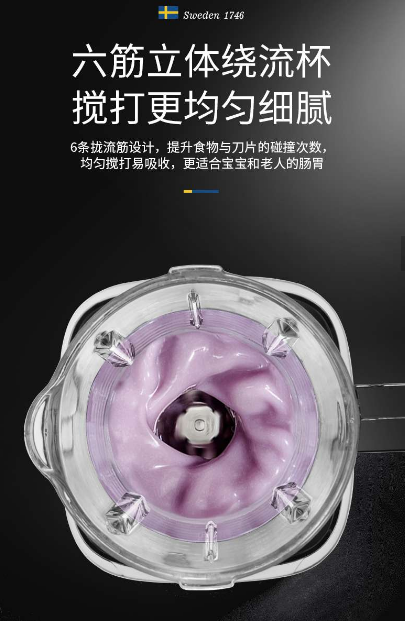 Sweden 1746
六筋立体绕流杯
搅打更均匀细腻
6条拢流筋设计，提升食物与刀片的碰撞次数，
均匀搅打易吸收，更适合宝宝和老人的肠胃